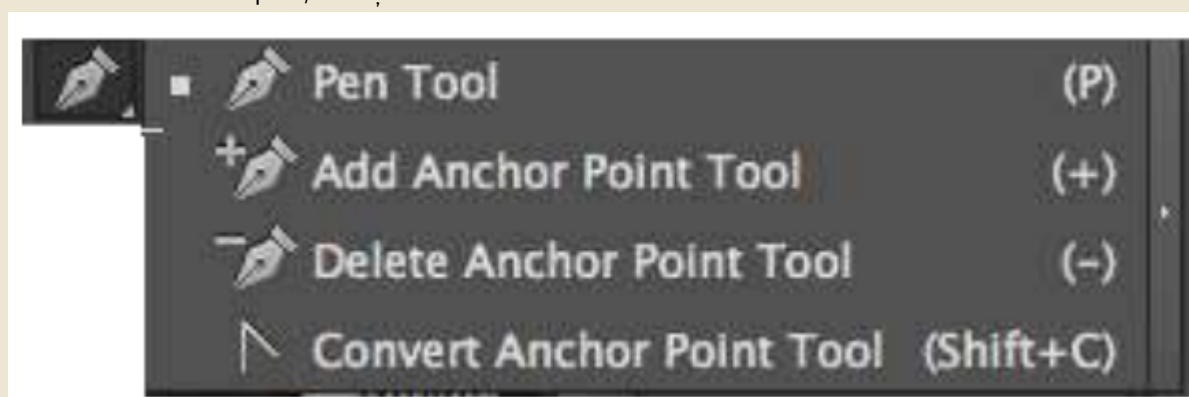 Pen Tool (P)
Add Anchor Point Tool (+)
Delete Anchor Point Tool (-)
Convert Anchor Point Tool (Shift+C)